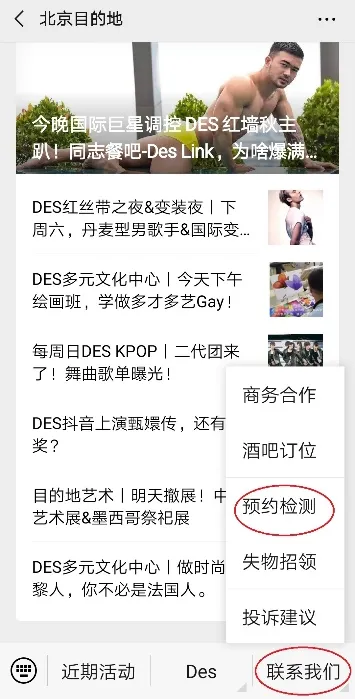 北京目的地
今晚国际巨星调控 DES 红墙秋主
趴！同志餐吧-Des Link，为啥爆满...
DES红丝带之夜&变装夜丨下
周六，丹麦型男歌手&国际变...
DES多元文化中心丨今天下午
绘画班，学做多才多艺Gay！
每周日DES KPOP丨二代团来
了！舞曲歌单曝光！
DES抖音上演甄嬛传，还有
奖？
目的地艺术丨明天撤展！中
艺术展&墨西哥祭祀展
DES多元文化中心丨做时尚
黎人，你不必是法国人。
商务合作
酒吧订位
预约检测
失物招领
投诉建议
近期活动
Des
联系我们